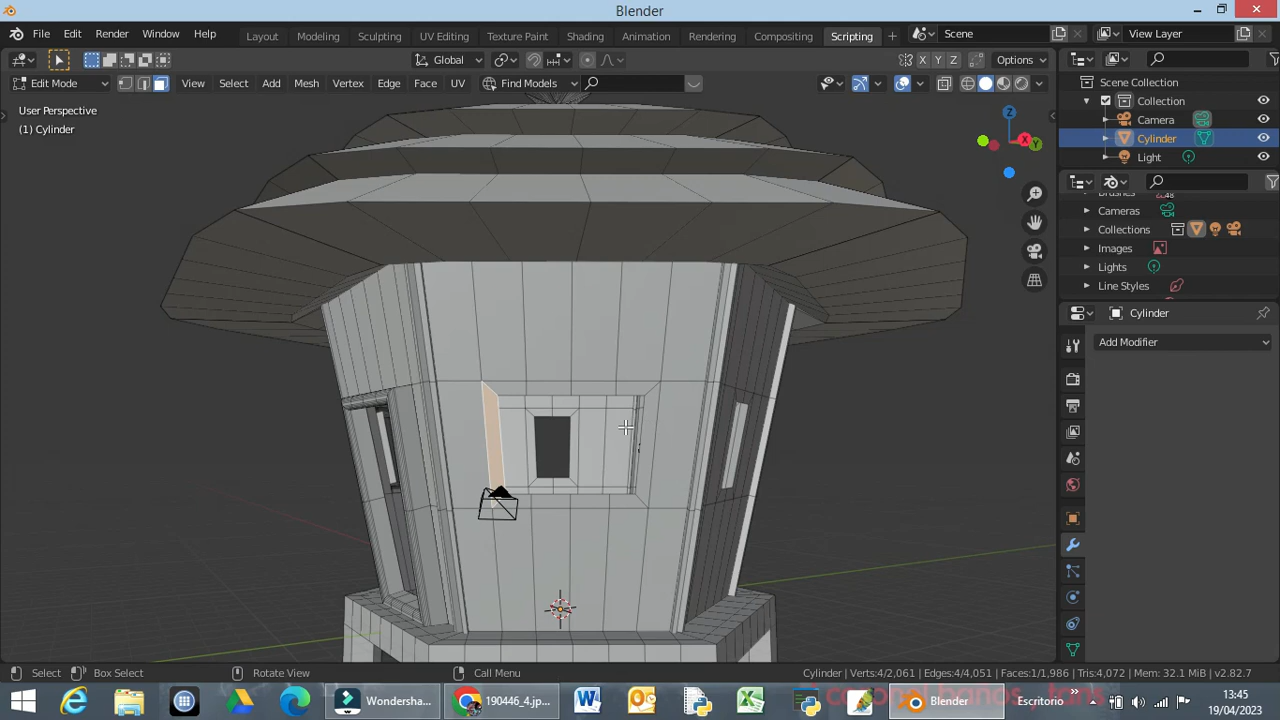 Blender
File Edit Render Window Help
Layout Modeling Sculpting UV Editing Texture Paint Shading Animation Rendering Compositing Scripting
Scene
View Layer
Global
X Y Z
Options
Edit Mode
View Select Add Mesh Vertex Edge Face UV
Find Models
User Perspective
(1) Cylinder
Z
X
Y
Scene Collection
Collection
Camera
Cylinder
Light
Brushes
48
Cameras
Collections
Images
Lights
Line Styles
Cylinder
Add Modifier
Select
Box Select
Rotate View
Call Menu
Cylinder | Verts:4/2,061 | Edges:4/4,051 | Faces:1/1,986 | Tris:4,072 | Mem: 32.1 MiB | v2.82.7
Wondersha...
190446_4.jp...
Blender
Escritorio
13:45
19/04/2023